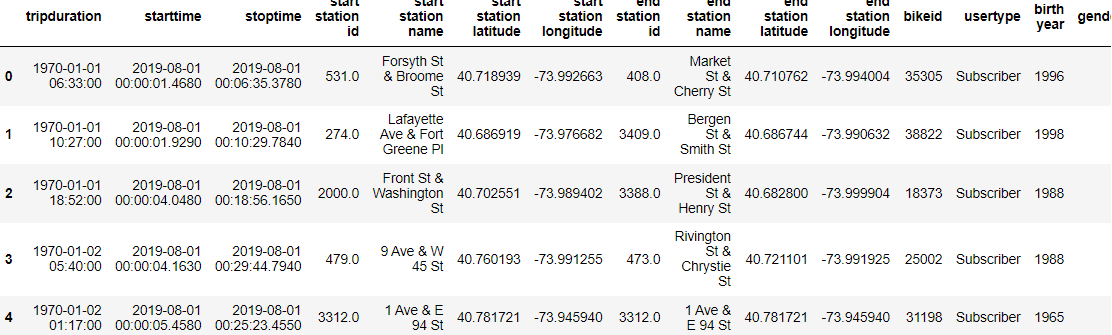 start start start start end end end end
tripduration starttime stoptime station station station station station station station station bikeid usertype birth gend
id name latitude longitude id name latitude longitude year
Forsyth St Market
0 1970-01-01 2019-08-01 2019-08-01 531.0 & Broome 40.718939 -73.992663 408.0 St & 40.710762 -73.994004 35305 Subscriber 1996
06:33:00 00:00:01.4680 00:06:35.3780 St Cherry St
Lafayette Bergen
1 1970-01-01 2019-08-01 2019-08-01 274.0 Ave & Fort 40.686919 -73.976682 3409.0 St & 40.686744 -73.990632 38822 Subscriber 1998
10:27:00 00:00:01.9290 00:10:29.7840 Greene Pl Smith St
Front St & President
2 1970-01-01 2019-08-01 2019-08-01 2000.0 Washington 40.702551 -73.989402 3388.0 St & 40.682800 -73.999904 18373 Subscriber 1988
18:52:00 00:00:04.0480 00:18:56.1650 St Henry St
Rivington
3 1970-01-02 2019-08-01 2019-08-01 479.0 9 Ave & W 40.760193 -73.991255 473.0 St & 40.721101 -73.991925 25002 Subscriber 1988
05:40:00 00:00:04.1630 00:29:44.7940 45 St Chrystie
St
4 1970-01-02 2019-08-01 2019-08-01 3312.0 1 Ave & E 40.781721 -73.945940 3312.0 1 Ave & 40.781721 -73.945940 31198 Subscriber 1965
01:17:00 00:00:05.4580 00:25:23.4550 94 St E 94 St